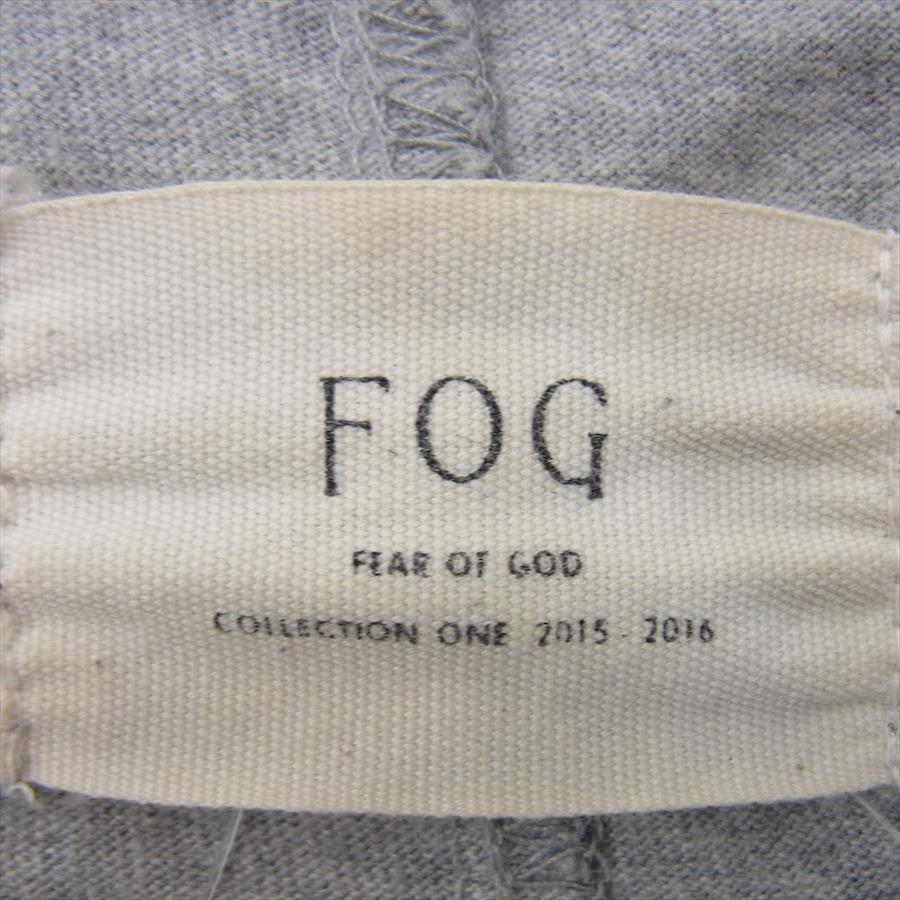 FOG
FEAR OF GOD
COLLECTION ONE 2015 - 2016